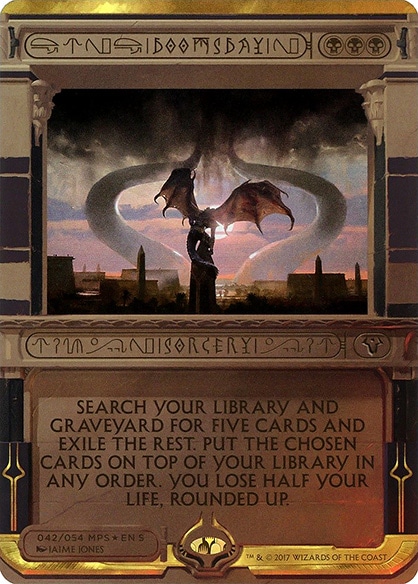 DOOMSDAY
SORCERY
SEARCH YOUR LIBRARY AND
GRAVEYARD FOR FIVE CARDS AND
EXILE THE REST. PUT THE CHOSEN
CARDS ON TOP OF YOUR LIBRARY IN
ANY ORDER. YOU LOSE HALF YOUR
LIFE, ROUNDED UP.
042/054 MPS★EN S
JAIME JONES
™ & © 2017 WIZARDS OF THE COAST